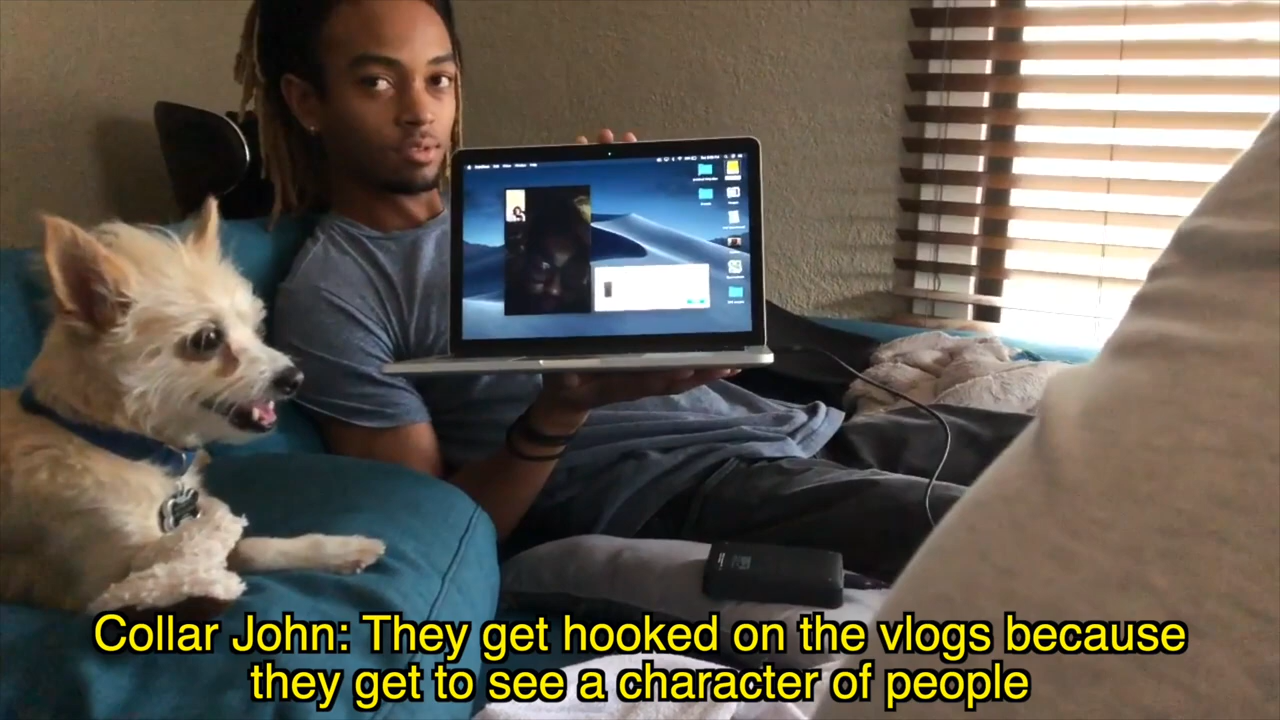 Collar John: They get hooked on the vlogs because
they get to see a character of people